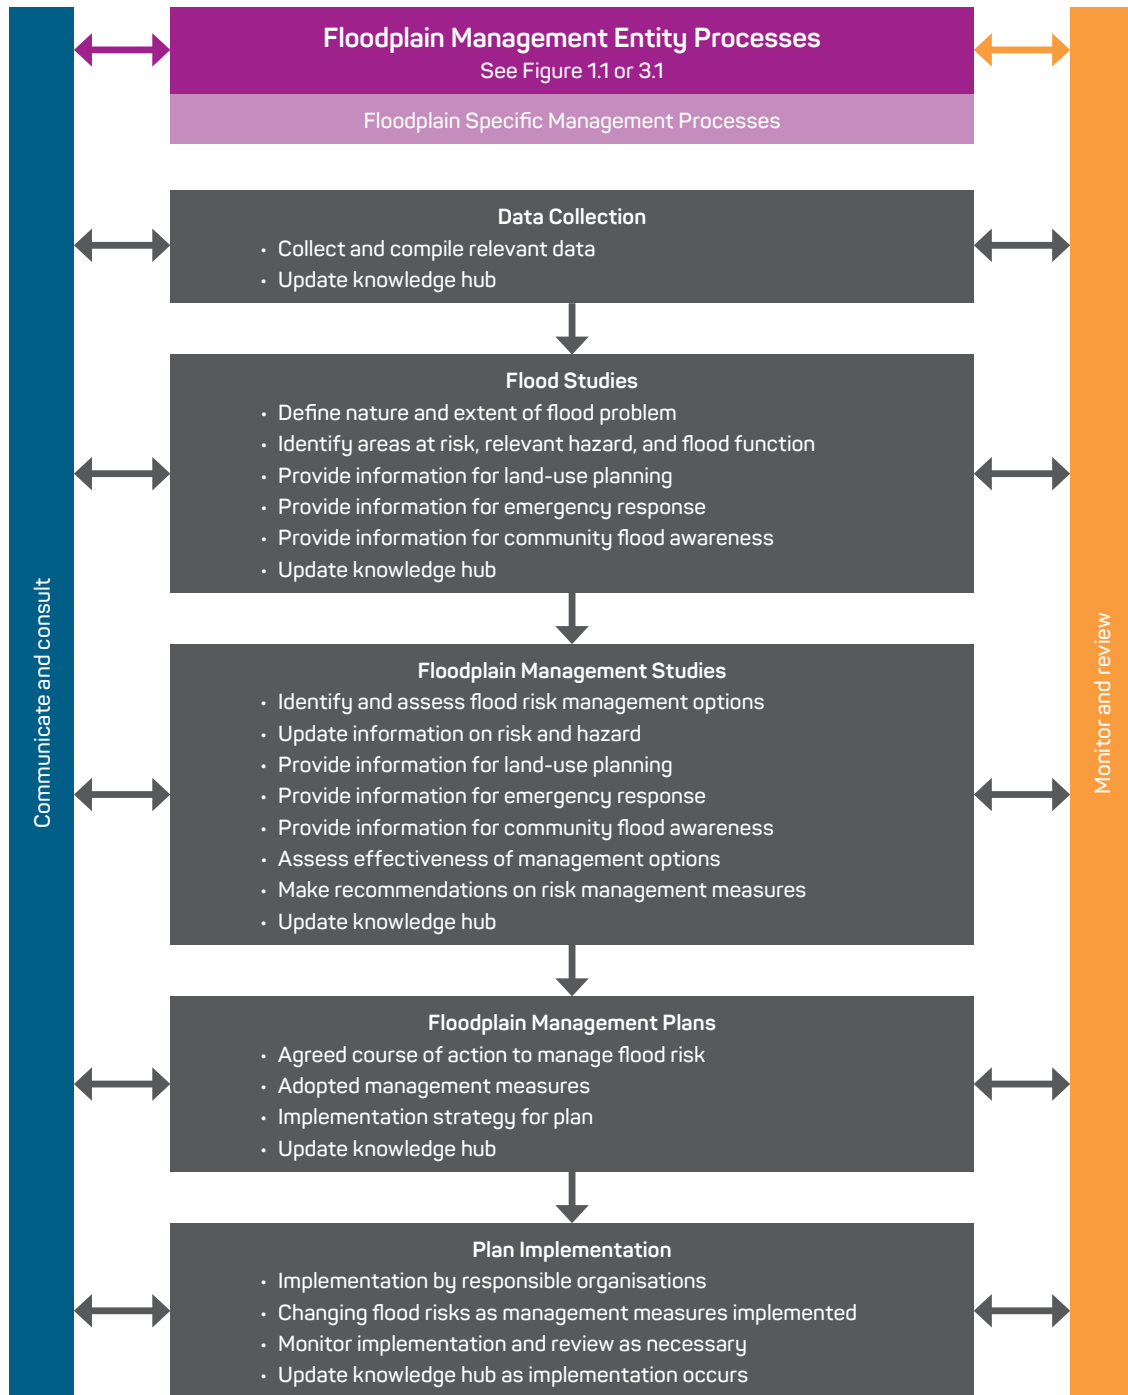 Floodplain Management Entity Processes
See Figure 1.1 or 3.1
Floodplain Specific Management Processes
Communicate and consult
Monitor and review
Data Collection
• Collect and compile relevant data
• Update knowledge hub
Flood Studies
• Define nature and extent of flood problem
• Identify areas at risk, relevant hazard, and flood function
• Provide information for land-use planning
• Provide information for emergency response
• Provide information for community flood awareness
• Update knowledge hub
Floodplain Management Studies
• Identify and assess flood risk management options
• Update information on risk and hazard
• Provide information for land-use planning
• Provide information for emergency response
• Provide information for community flood awareness
• Assess effectiveness of management options
• Make recommendations on risk management measures
• Update knowledge hub
Floodplain Management Plans
• Agreed course of action to manage flood risk
• Adopted management measures
• Implementation strategy for plan
• Update knowledge hub
Plan Implementation
• Implementation by responsible organisations
• Changing flood risks as management measures implemented
• Monitor implementation and review as necessary
• Update knowledge hub as implementation occurs